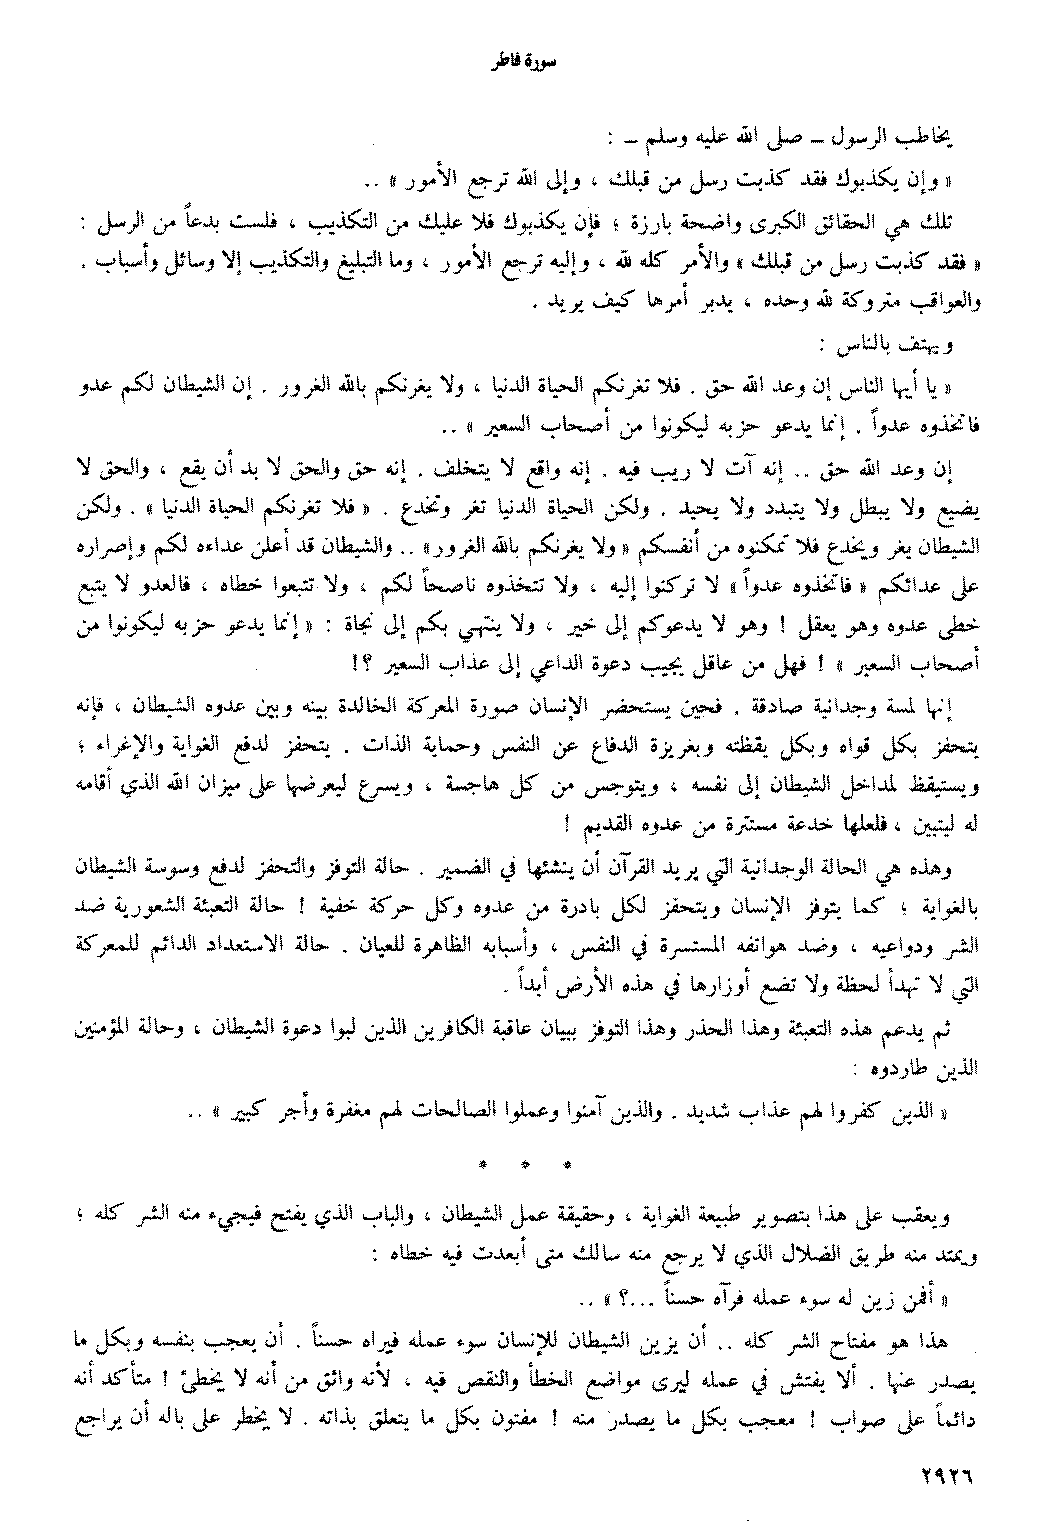 سورة فاطر
يخاطب الرسول – صلى الله عليه وسلم – :
« وإن يكذبوك فقد كذبت رسل من قبلك ، وإلى الله ترجع الأمور » ..
تلك هي الحقائق الكبرى واضحة بارزة ؛ فإن يكذبوك فلا عليك من التكذيب ، فلست بدعاً من الرسل :
« فقد كذبت رسل من قبلك » والأمر كله لله ، وإليه ترجع الأمور ، وما التبليغ والتكذيب إلا وسائل وأسباب .
والعواقب متروكة لله وحده ، يدبر أمرها كيف يريد .
ويهتف بالناس :
« يا أيها الناس إن وعد الله حق . فلا تغرنكم الحياة الدنيا ، ولا يغرنكم بالله الغرور . إن الشيطان لكم عدو
فاتخذوه عدواً . إنما يدعو حزبه ليكونوا من أصحاب السعير » ..
إن وعد الله حق .. إنه آت لا ريب فيه . إنه واقع لا يتخلف . إنه حق والحق لا بد أن يقع ، والحق لا
يضيع ولا يبطل ولا يتبدد ولا يحيد . ولكن الحياة الدنيا تغر وتخدع . « فلا تغرنكم الحياة الدنيا » . ولكن
الشيطان يغر ويخدع فلا تمكنوه من أنفسكم « ولا يغرنكم بالله الغرور» .. والشيطان قد أعلن عداءه لكم وإصراره
على عدائكم « فاتخذوه عدواً » لا تركنوا إليه ، ولا تتخذوه ناصحاً لكم ، ولا تتبعوا خطاه ، فالعدو لا يتبع
خطى عدوه وهو يعقل ! وهو لا يدعوكم إلى خير ، ولا ينتهي بكم إلى نجاة : « إنما يدعو حزبه ليكونوا من
أصحاب السعير » ! فهل من عاقل يجيب دعوة الداعي إلى عذاب السعير ؟!
إنها لمسة وجدانية صادقة . فحين يستحضر الإنسان صورة المعركة الخالدة بينه وبين عدوه الشيطان ، فإنه
يتحفز بكل قواه وبكل يقظته وبغريزة الدفاع عن النفس وحماية الذات . يتحفز لدفع الغواية والإغراء ؛
ويستيقظ لمداخل الشيطان إلى نفسه ، ويتوجس من كل هاجسة ، ويسرع ليعرضها على ميزان الله الذي أقامه
له ليتبين ، فلعلها خدعة مستترة من عدوه القديم !
وهذه هي الحالة الوجدانية التي يريد القرآن أن ينشئها في الضمير . حالة التوفز والتحفز لدفع وسوسة الشيطان
بالغواية ؛ كما يتوفز الإنسان ويتحفز لكل بادرة من عدوه وكل حركة خفية ! حالة التعبئة الشعورية ضد
الشر ودواعيه ، وضد هواتفه المستسرة في النفس ، وأسبابه الظاهرة للعيان . حالة الاستعداد الدائم للمعركة
التي لا تهدأ لحظة ولا تضع أوزارها في هذه الأرض أبداً .
ثم يدعم هذه التعبئة وهذا الحذر وهذا التوفز ببيان عاقبة الكافرين الذين لبوا دعوة الشيطان ، وحالة المؤمنين
الذين طاردوه :
« الذين كفروا لهم عذاب شديد . والذين آمنوا وعملوا الصالحات لهم مغفرة وأجر كبير » ..
* * *
ويعقب على هذا بتصوير طبيعة الغواية ، وحقيقة عمل الشيطان ، والباب الذي يفتح فيجيء منه الشر كله ؛
ويمتد منه طريق الضلال الذي لا يرجع منه سالك متى أبعدت فيه خطاه :
« أفمن زين له سوء عمله فرآه حسناً ...؟ » ..
هذا هو مفتاح الشر كله .. أن يزين الشيطان للإنسان سوء عمله فيراه حسناً . أن يعجب بنفسه وبكل ما
يصدر عنها . ألا يفتش في عمله ليرى مواضع الخطأ والنقص فيه ، لأنه واثق من أنه لا يخطئ ! متأكد أنه
دائماً على صواب ! معجب بكل ما يصدر منه ! مفتون بكل ما يتعلق بذاته . لا يخطر على باله أن يراجع
٢٩٢٦